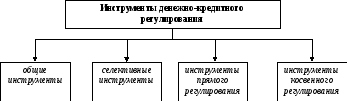 Инструменты денежно-кредитного
регулирования
общие
инструменты
селективные
инструменты
инструменты
прямого
регулирования
инструменты
косвенного
регулирования